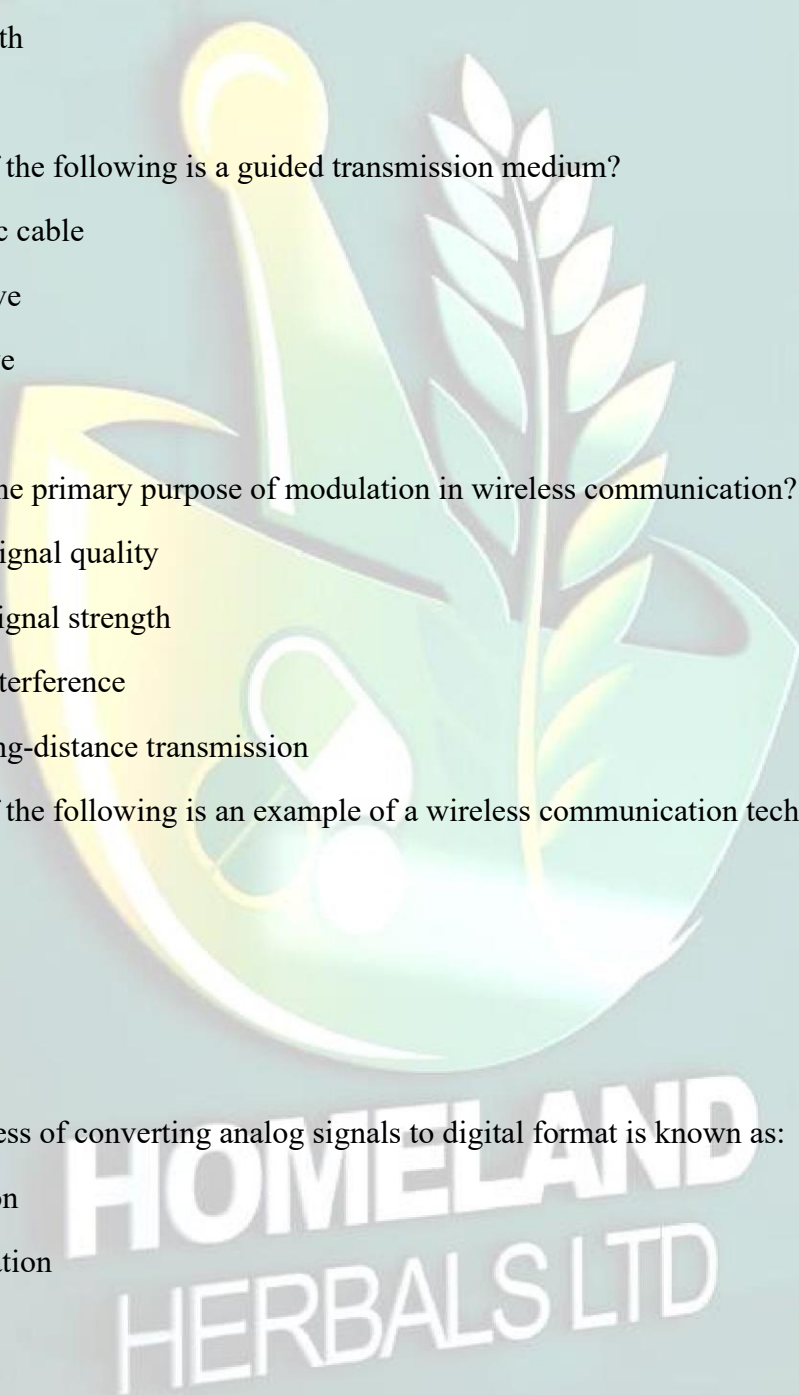 th
the following is a guided transmission medium?
c cable
ve
e
ne primary purpose of modulation in wireless communication?
ignal quality
ignal strength
terference
ng-distance transmission
the following is an example of a wireless communication tech
ess of converting analog signals to digital format is known as:
on
ation
HOMELAND
HERBALS LTD